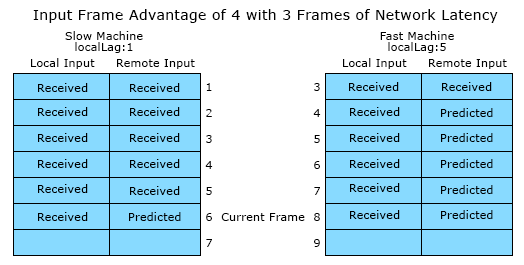 Input Frame Advantage of 4 with 3 Frames of Network Latency
Slow Machine
localLag:1
Fast Machine
localLag:5
Local Input Remote Input
Local Input Remote Input
Received Received 1
3 Received Received
Received Received 2
4 Received Predicted
Received Received 3
5 Received Predicted
Received Received 4
6 Received Predicted
Received Received 5
7 Received Predicted
Received Predicted 6 Current Frame 8 Received Predicted
7
9